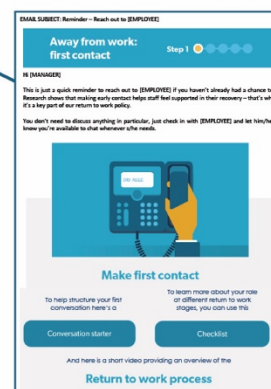 EMAIL SUBJECT: Reminder – Reach out to [EMPLOYEE]
Away from work:
first contact
Step 1
Hi [MANAGER]
This is just a quick reminder to reach out to [EMPLOYEE] if you haven't already had a chance
Research shows that making early contact helps staff feel supported in their recovery – that's
it's a key part of our return to work policy.
You don't need to discuss anything in particular, just check in with [EMPLOYEE] and let him/
know you're available to chat whenever s/he needs.
Make first contact
To help structure your first
conversation here's a
Conversation starter
To learn more about your role
at different return to work
stages, you can use this
Checklist
And here is a short video providing an overview of the
Return to work process